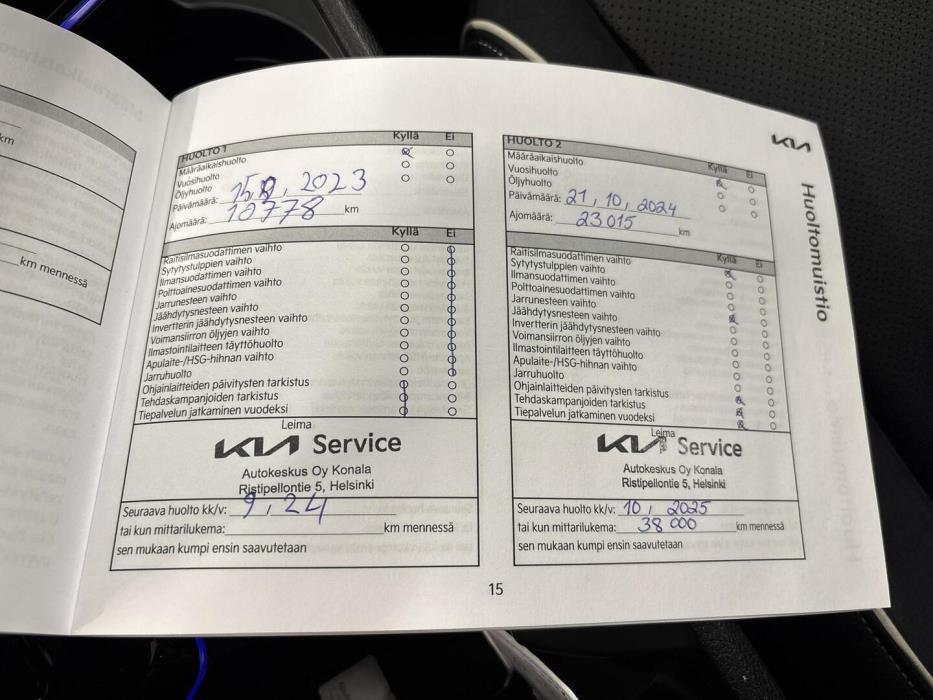 km
km mennessä
HUOLTO 1 Kyllä Ei
Määräaikaishuolto
Vuosihuolto
Öljyhuolto
Päivämäärä: 2023
Ajomäärä: 10778 km
Kyllä Ei
Raitisilmasuodattimen vaihto
Sytytystulppien vaihto
Ilmansuodattimen vaihto
Polttoainesuodattimen vaihto
Jarrunesteen vaihto
Jäähdytysnesteen vaihto
Invertterin jäähdytysnesteen vaihto
Voimansiirron öljyjen vaihto
Ilmastointilaitteen täyttöhuolto
Apulaite-/HSG-hihnan vaihto
Jarruhuolto
Ohjainlaitteiden päivitysten tarkistus
Tehdaskampanjoiden tarkistus
Tiepalvelun jatkaminen vuodeksi
Leima
KIA Service
Autokeskus Oy Konala
Ristipellontie 5, Helsinki
Seuraava huolto kk/v: 9, 24
tai kun mittarilukema: km mennessä
sen mukaan kumpi ensin saavutetaan
HUOLTO 2 Kyllä Ei
Määräaikaishuolto
Vuosihuolto
Öljyhuolto
Päivämäärä: 21, 10, 2024
Ajomäärä: 23 015 km
Kyllä Ei
Raitisilmasuodattimen vaihto
Sytytystulppien vaihto
Ilmansuodattimen vaihto
Polttoainesuodattimen vaihto
Jarrunesteen vaihto
Jäähdytysnesteen vaihto
Invertterin jäähdytysnesteen vaihto
Voimansiirron öljyjen vaihto
Ilmastointilaitteen täyttöhuolto
Apulaite-/HSG-hihnan vaihto
Jarruhuolto
Ohjainlaitteiden päivitysten tarkistus
Tehdaskampanjoiden tarkistus
Tiepalvelun jatkaminen vuodeksi
Leima
KIA Service
Autokeskus Oy Konala
Ristipellontie 5, Helsinki
Seuraava huolto kk/v: 10, 2025
tai kun mittarilukema: 38 000 km mennessä
sen mukaan kumpi ensin saavutetaan
KIA
Huoltomuistio
15